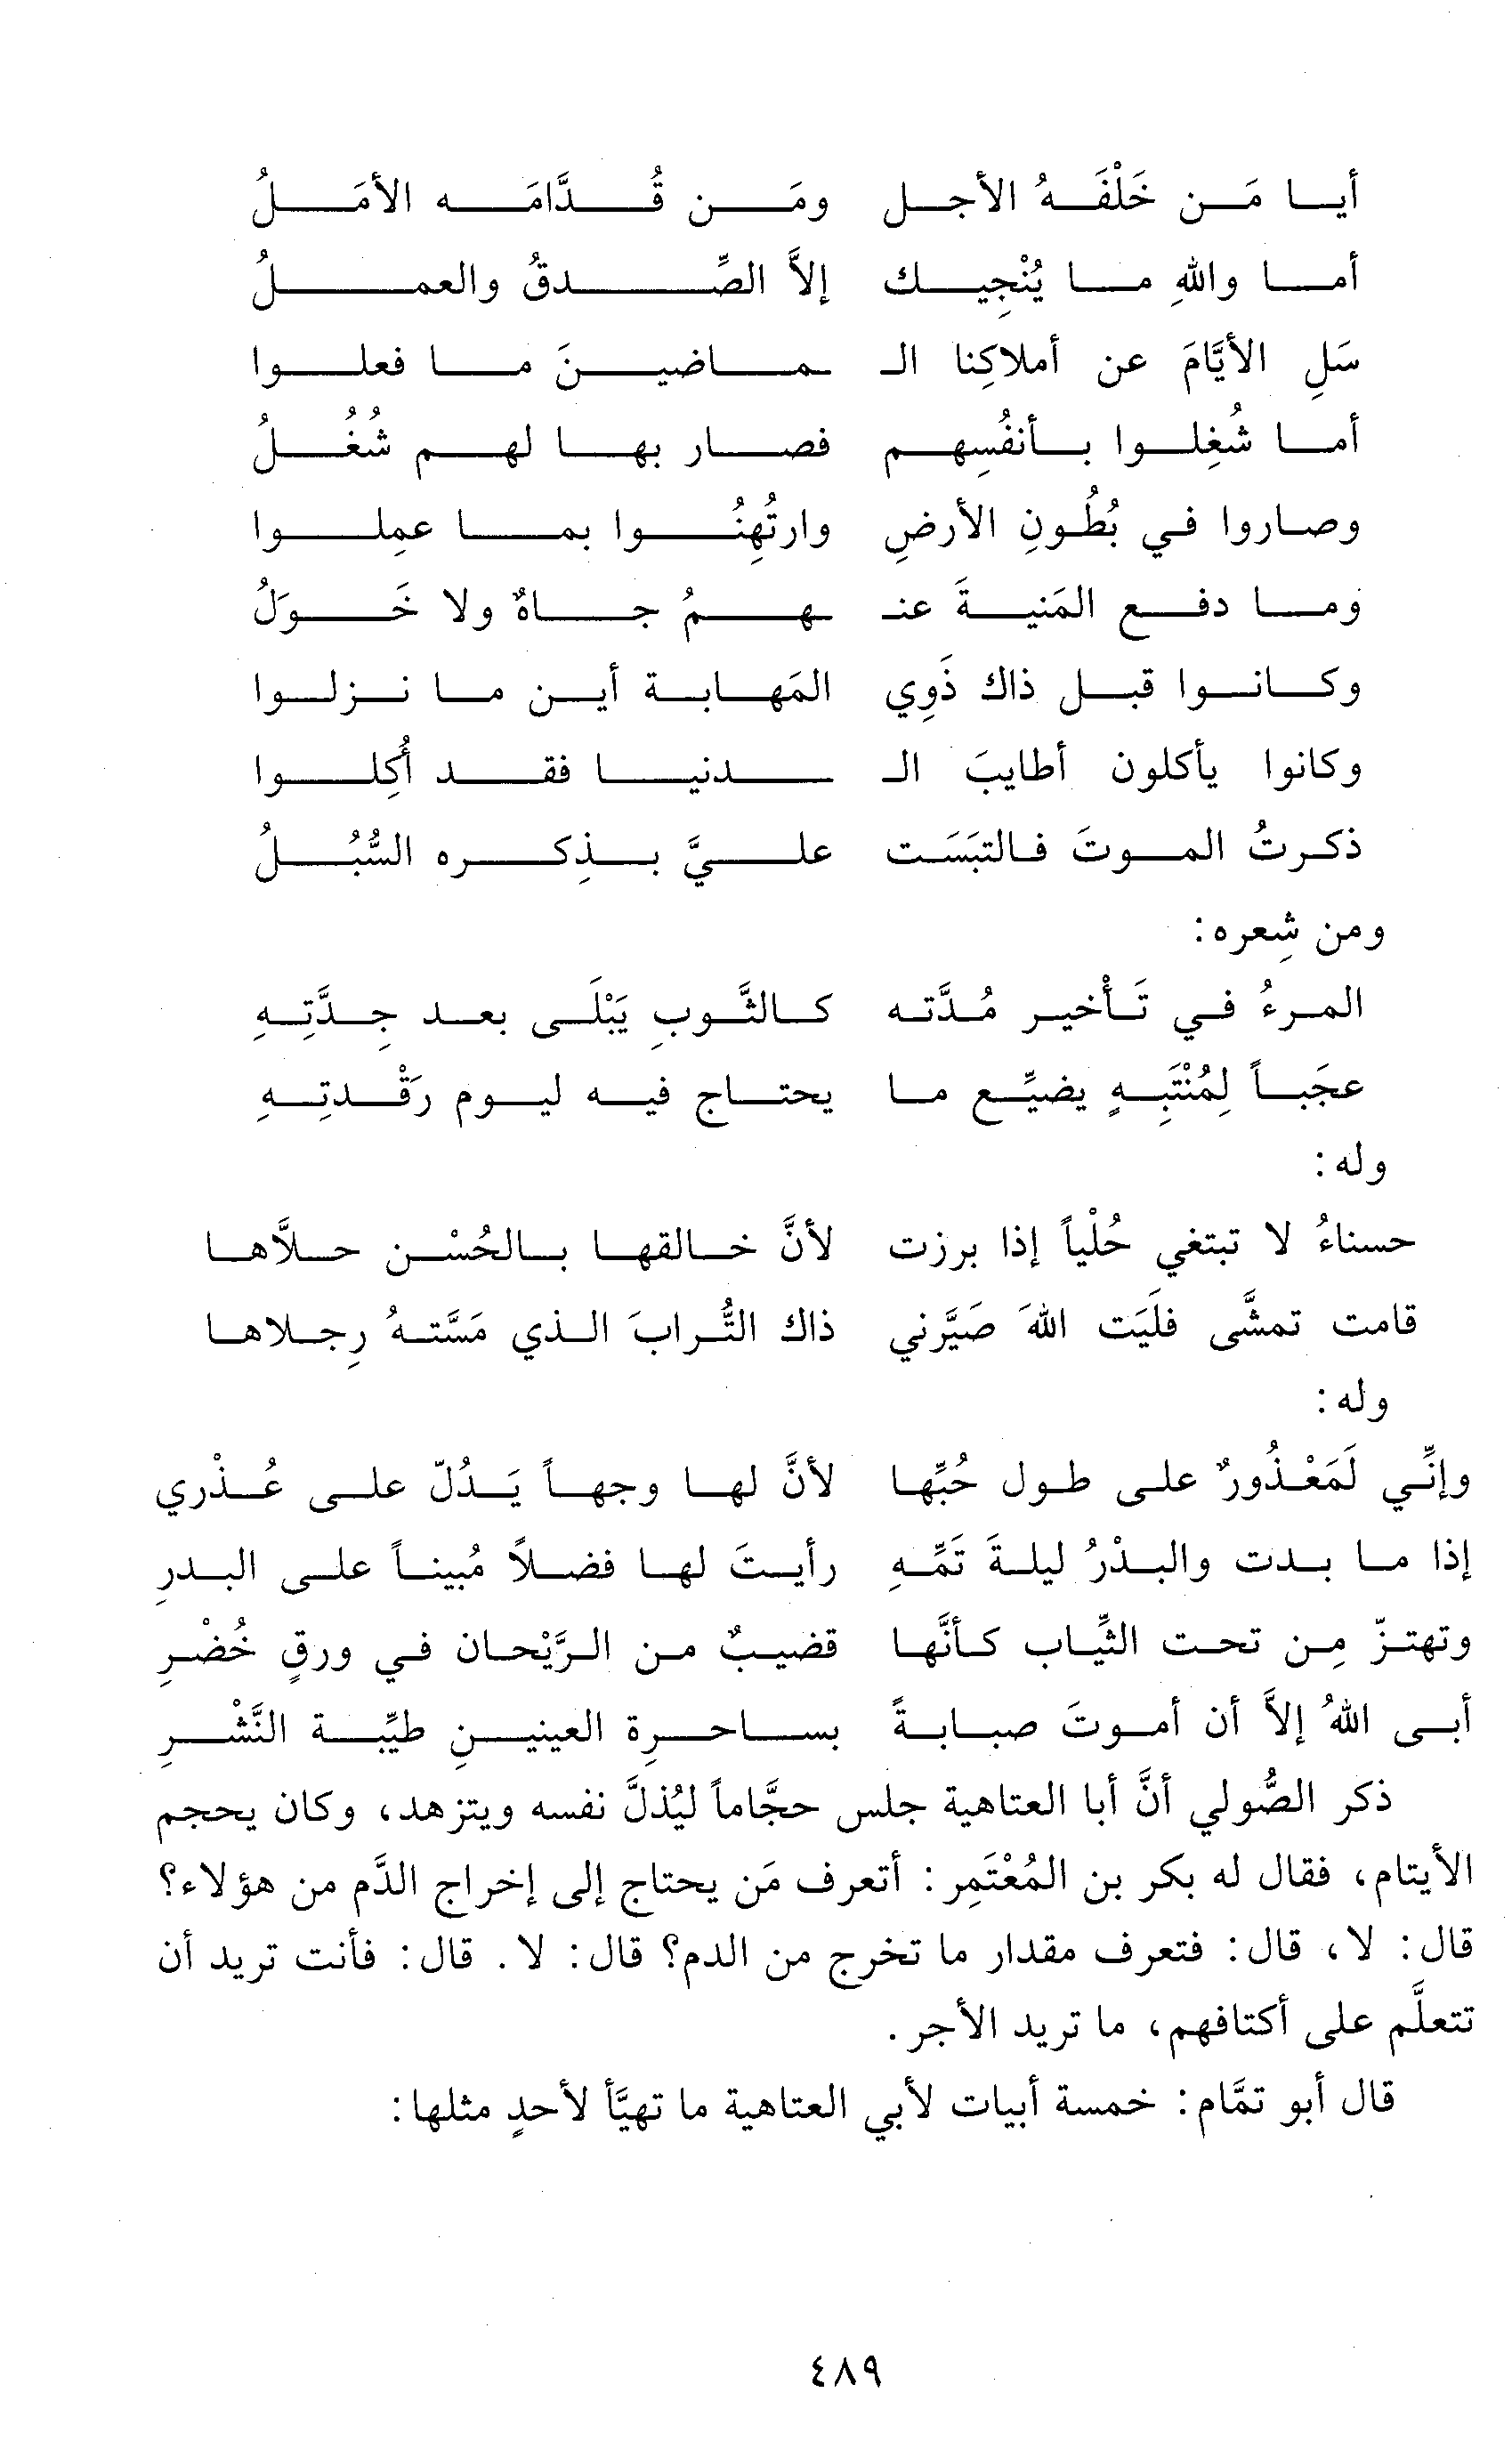 أيا مَن خَلْفَهُ الأجل ومَن قُدَّامَه الأمَلُ
أما واللهِ ما يُنْجِيك إلاَّ الصِّدقُ والعملُ
سَلِ الأيَّامَ عن أملاكِنا الـ ـماضينَ ما فعلوا
أما شُغِلوا بأنفُسِهم فصار بها لهم شُغُلُ
وصاروا في بُطُونِ الأرضِ وارتُهِنُوا بما عمِلوا
وما دفع المَنيةَ عنـ ـهمُ جاهٌ ولا خَوَلُ
وكانوا قبل ذاك ذَوِي المَهابة أين ما نزلوا
وكانوا يأكلون أطايبَ الـ ـدنيا فقد أُكِلوا
ذكرتُ الموتَ فالتبَسَت عليَّ بذِكره السُّبُلُ
ومن شِعره:
المرءُ في تَأْخير مُدَّته كالثَّوبِ يَبْلَى بعد جِدَّتِهِ
عجَباً لِمُنْتَبِهٍ يضيِّع ما يحتاج فيه ليوم رَقْدتِهِ
وله:
حسناءُ لا تبتغي حُلْياً إذا برزت لأنَّ خالقها بالحُسْن حلاَّها
قامت تمشَّى فلَيَت اللهَ صَيَّرني ذاك التُّرابَ الذي مَسَّتهُ رِجلاها
وله:
وإنِّي لَمَعْذُورٌ على طول حُبِّها لأنَّ لها وجهاً يَدُلّ على عُذْري
إذا ما بدت والبدْرُ ليلةَ تَمِّهِ رأيتَ لها فضلاً مُبيناً على البدرِ
وتهتزّ مِن تحت الثِّياب كأنَّها قضيبٌ من الرَّيْحان في ورقٍ خُضْرِ
أبى اللهُ إلاَّ أن أموتَ صبابةً بساحرِة العينينِ طيِّبة النَّشْرِ
ذكر الصُّولي أنَّ أبا العتاهية جلس حجَّاماً ليُذلَّ نفسه ويتزهد، وكان يحجم
الأيتام، فقال له بكر بن المُعْتَمِر: أتعرف مَن يحتاج إلى إخراج الدَّم من هؤلاء؟
قال: لا، قال: فتعرف مقدار ما تخرج من الدم؟ قال: لا. قال: فأنت تريد أن
تتعلَّم على أكتافهم، ما تريد الأجر.
قال أبو تمَّام: خمسة أبيات لأبي العتاهية ما تهيَّأ لأحدٍ مثلها:
٤٨٩